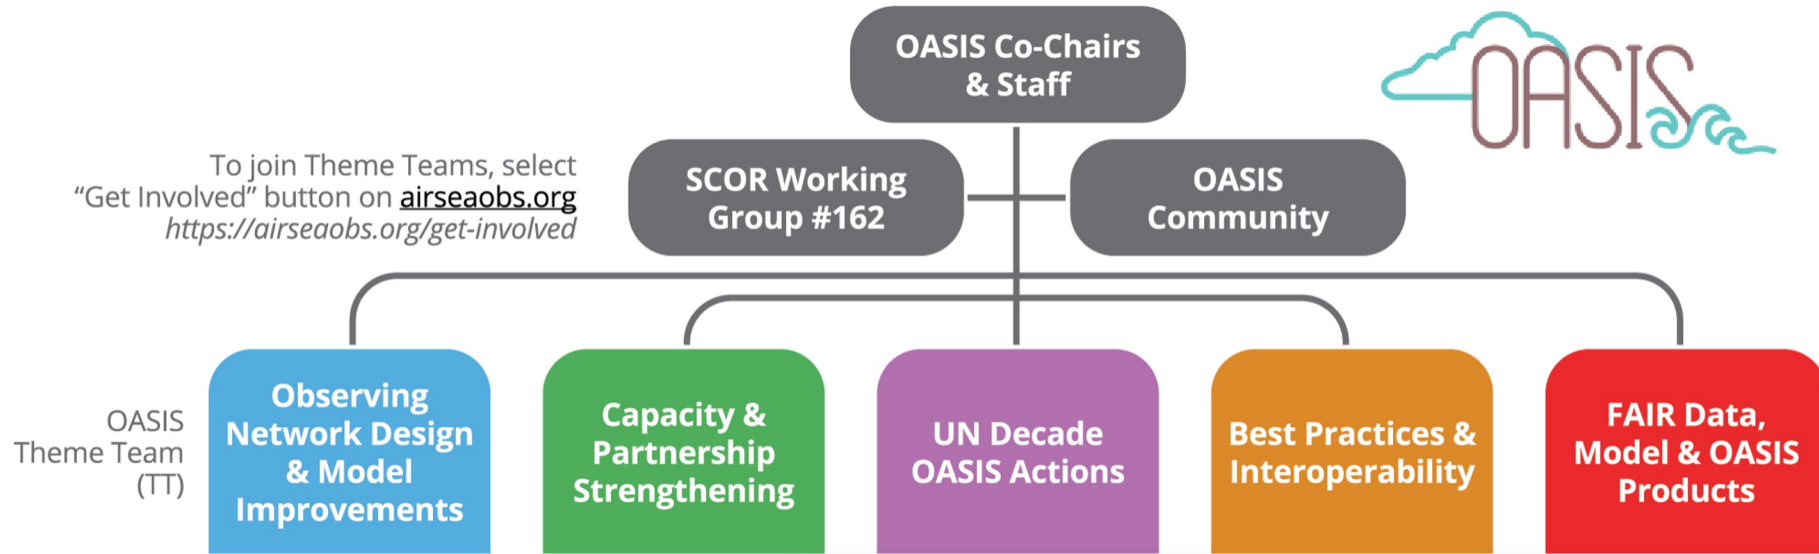 OASIS Co-Chairs
& Staff
OASIS
To join Theme Teams, select
“Get Involved” button on airseaobs.org
https://airseaobs.org/get-involved
SCOR Working
Group #162
OASIS
Community
OASIS
Theme Team
(TT)
Observing
Network Design
& Model
Improvements
Capacity &
Partnership
Strengthening
UN Decade
OASIS Actions
Best Practices &
Interoperability
FAIR Data,
Model & OASIS
Products